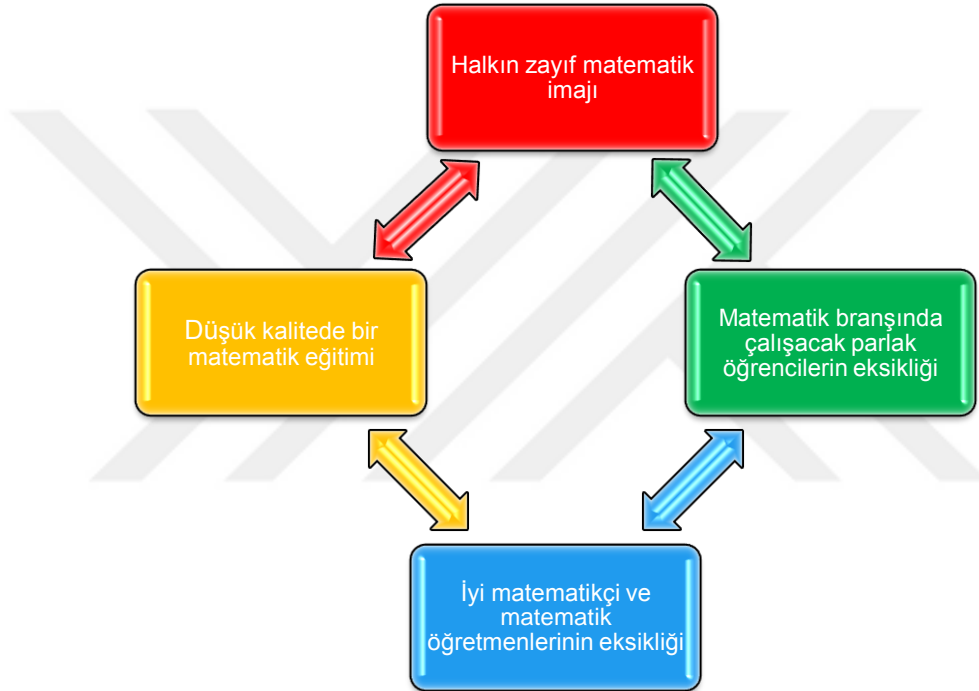 Halkın zayıf matematik
imajı
Düşük kalitede bir
matematik eğitimi
Matematik branşında
çalışacak parlak
öğrencilerin eksikliği
İyi matematikçi ve
matematik
öğretmenlerinin eksikliği